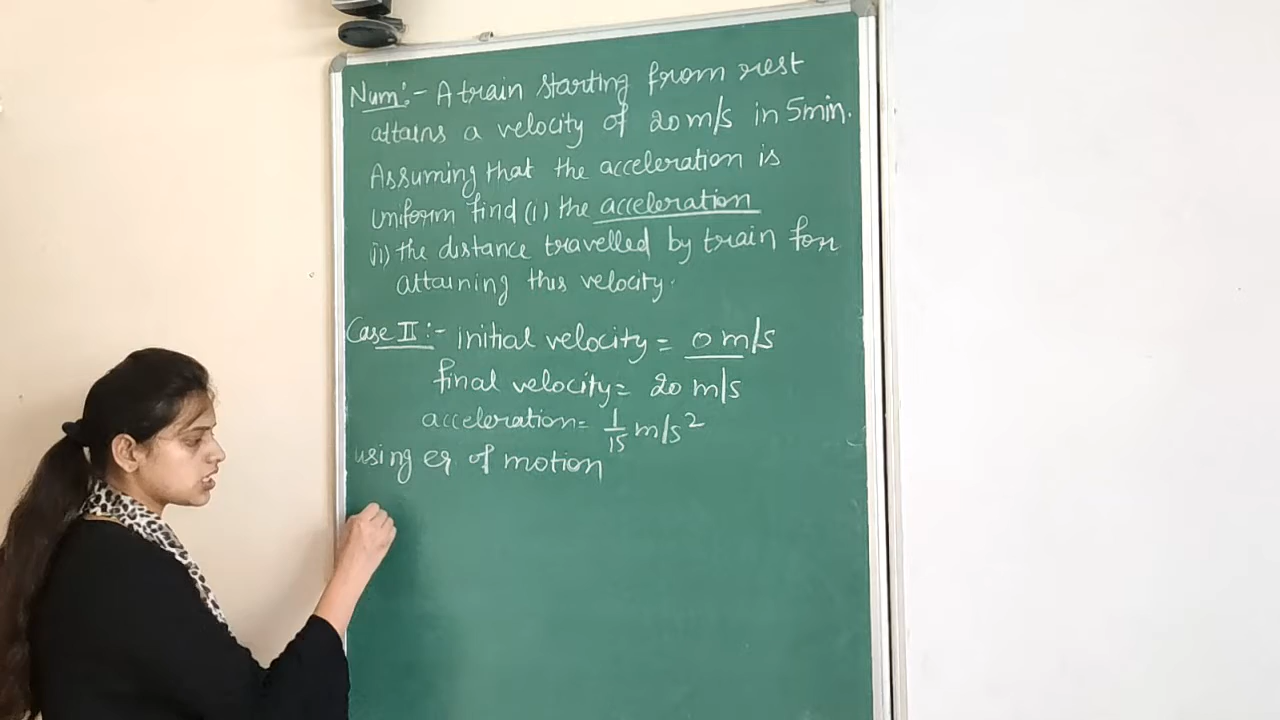 Num:- A train starting from rest
attains a velocity of 20 m/s in 5min.
Assuming that the acceleration is
uniform find (i) the acceleration
ii) the distance travelled by train for
attaining this velocity.
Case II :- initial velocity = 0 m/s
final velocity = 20 m/s
acceleration = 1/15 m/s²
using eq of motion